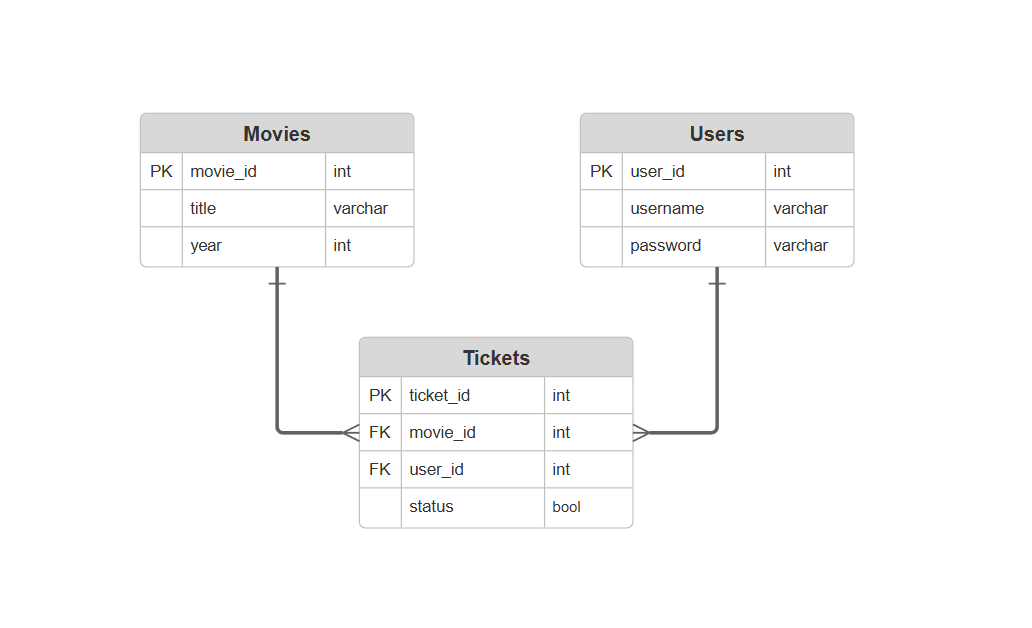 Movies
PK movie_id int
title varchar
year int
Users
PK user_id int
username varchar
password varchar
Tickets
PK ticket_id int
FK movie_id int
FK user_id int
status bool